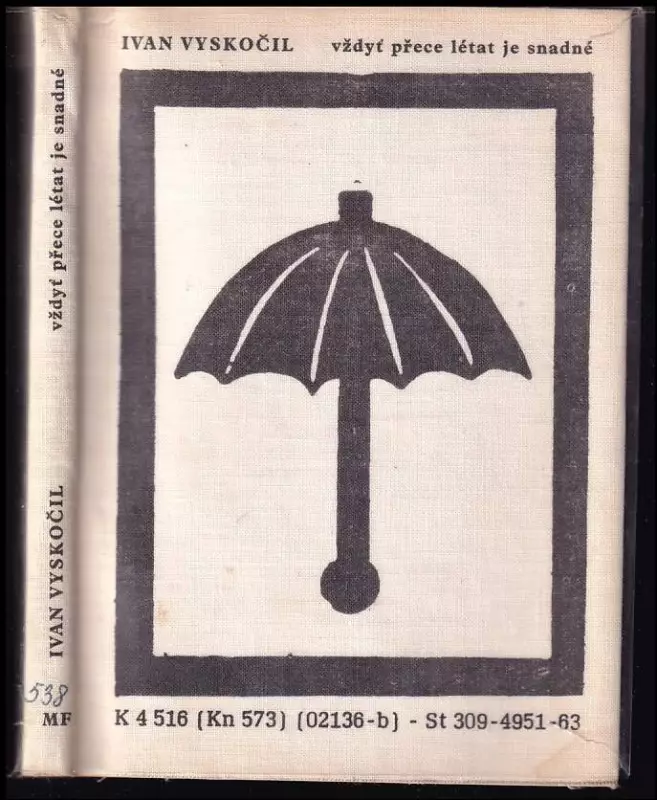 IVAN VYSKOČIL vždyť přece létat je snadné
vždyť přece létat je snadné
IVAN VYSKOČIL
538
MF
K 4 516 (Kn 573) (02136-b) - St 309-4951-63